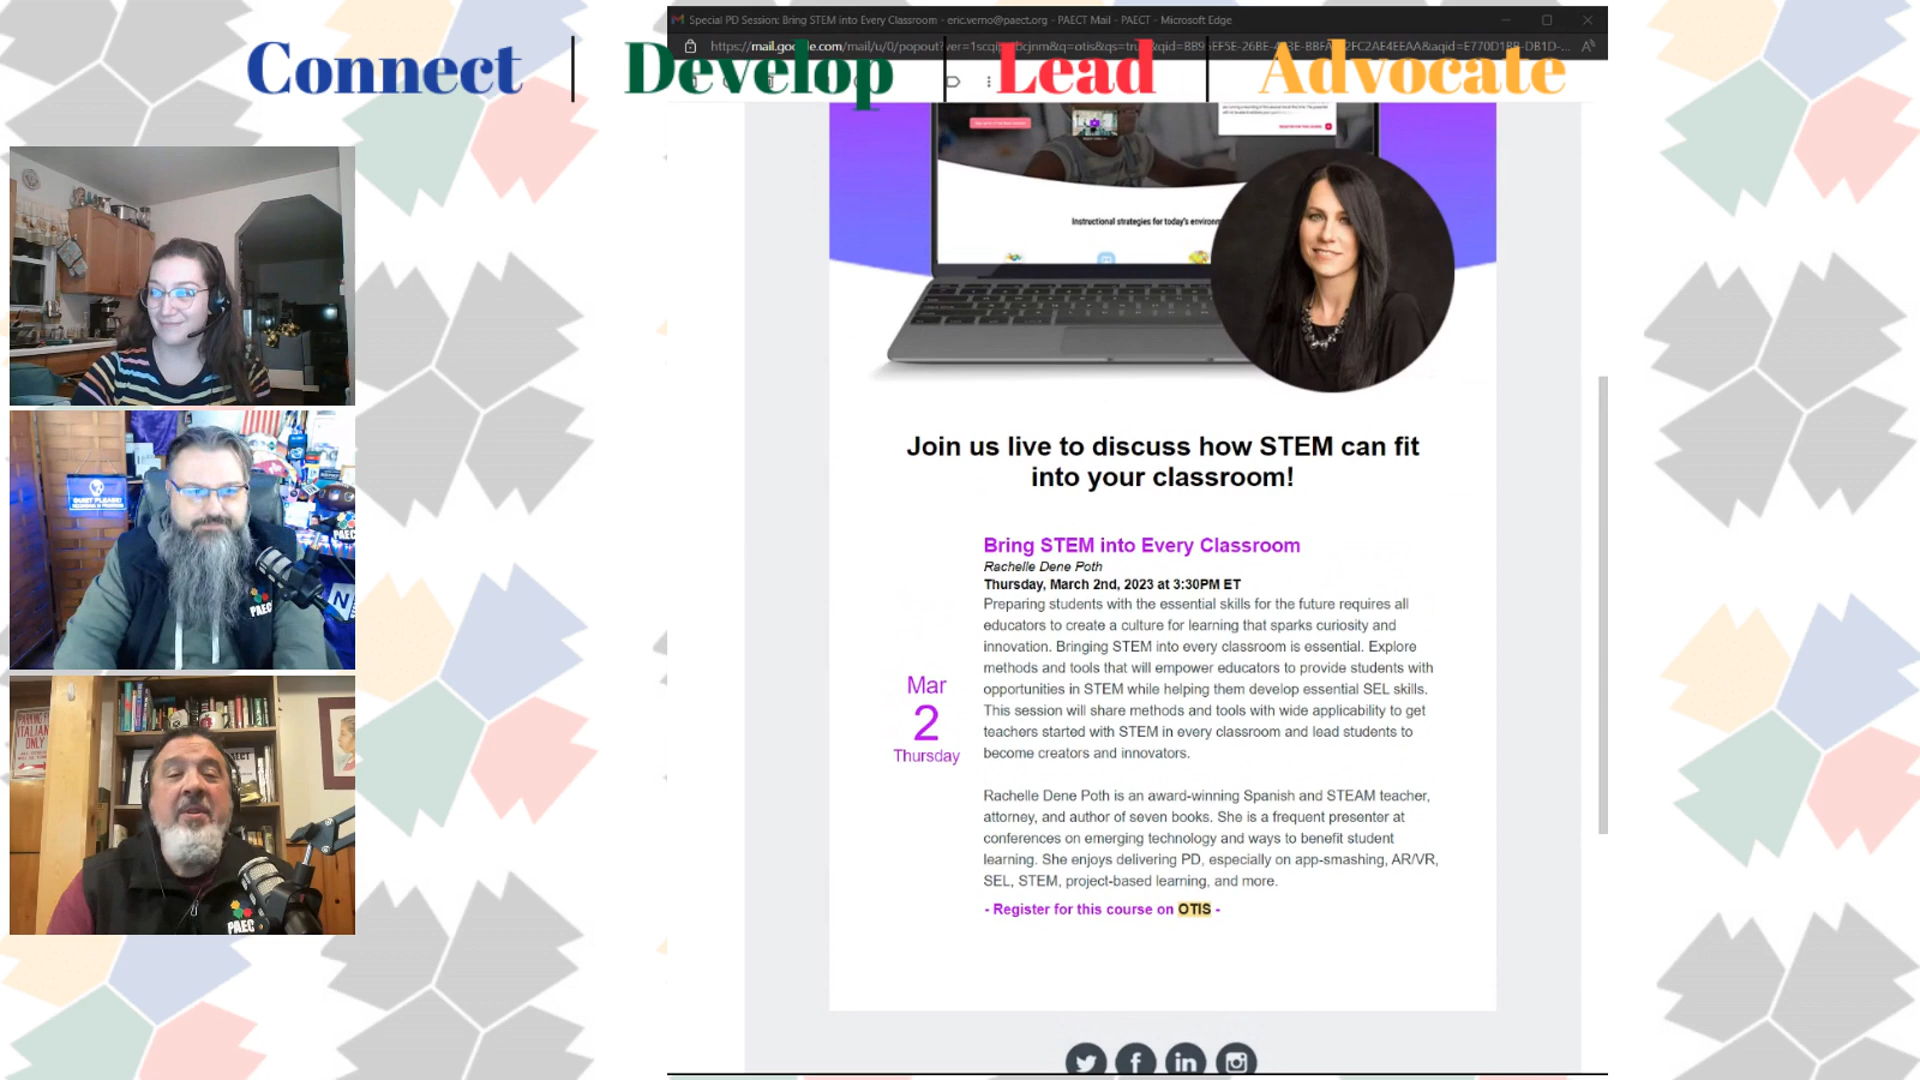 Special PD Session: Bring STEM into Every Classroom - eric.verno@paect.org - PAECT Mail - PAECT - Microsoft Edge
Connect | Develop | Lead | Advocate
Instructional strategies for today's
Join us live to discuss how STEM can fit
into your classroom!
Bring STEM into Every Classroom
Rachelle Dene Poth
Thursday, March 2nd, 2023 at 3:30PM ET
Preparing students with the essential skills for the future requires all
educators to create a culture for learning that sparks curiosity and
innovation. Bringing STEM into every classroom is essential. Explore
methods and tools that will empower educators to provide students with
opportunities in STEM while helping them develop essential SEL skills.
This session will share methods and tools with wide applicability to get
teachers started with STEM in every classroom and lead students to
become creators and innovators.
Mar
2
Thursday
Rachelle Dene Poth is an award-winning Spanish and STEAM teacher,
attorney, and author of seven books. She is a frequent presenter at
conferences on emerging technology and ways to benefit student
learning. She enjoys delivering PD, especially on app-smashing, AR/VR,
SEL, STEM, project-based learning, and more.
- Register for this course on OTIS -
QUIET PLEASE!
PAEC
PAEC
N
PARKING
ITALIAN
ONLY
PAEC